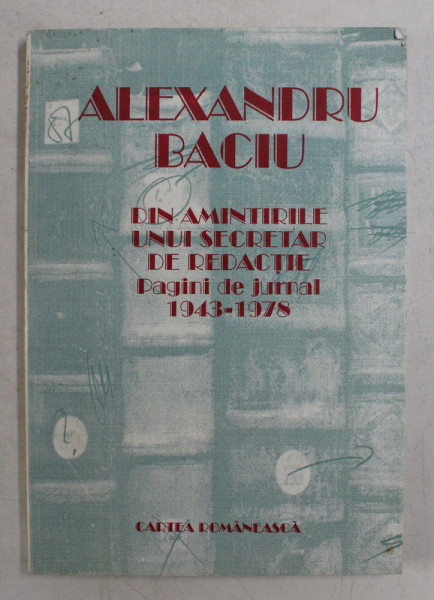 ALEXANDRU
BACIU
DIN AMINTIRILE
UNUI SECRETAR
DE REDACȚIE
Pagini de jurnal
1943-1978
CARTEA ROMÂNEASCĂ